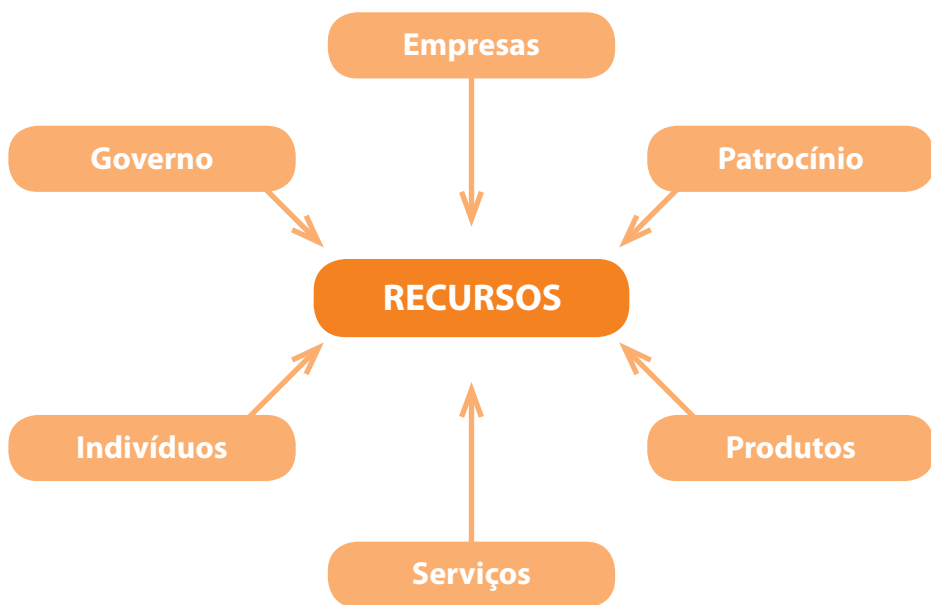 Empresas
Governo
Patrocínio
RECURSOS
Indivíduos
Produtos
Serviços